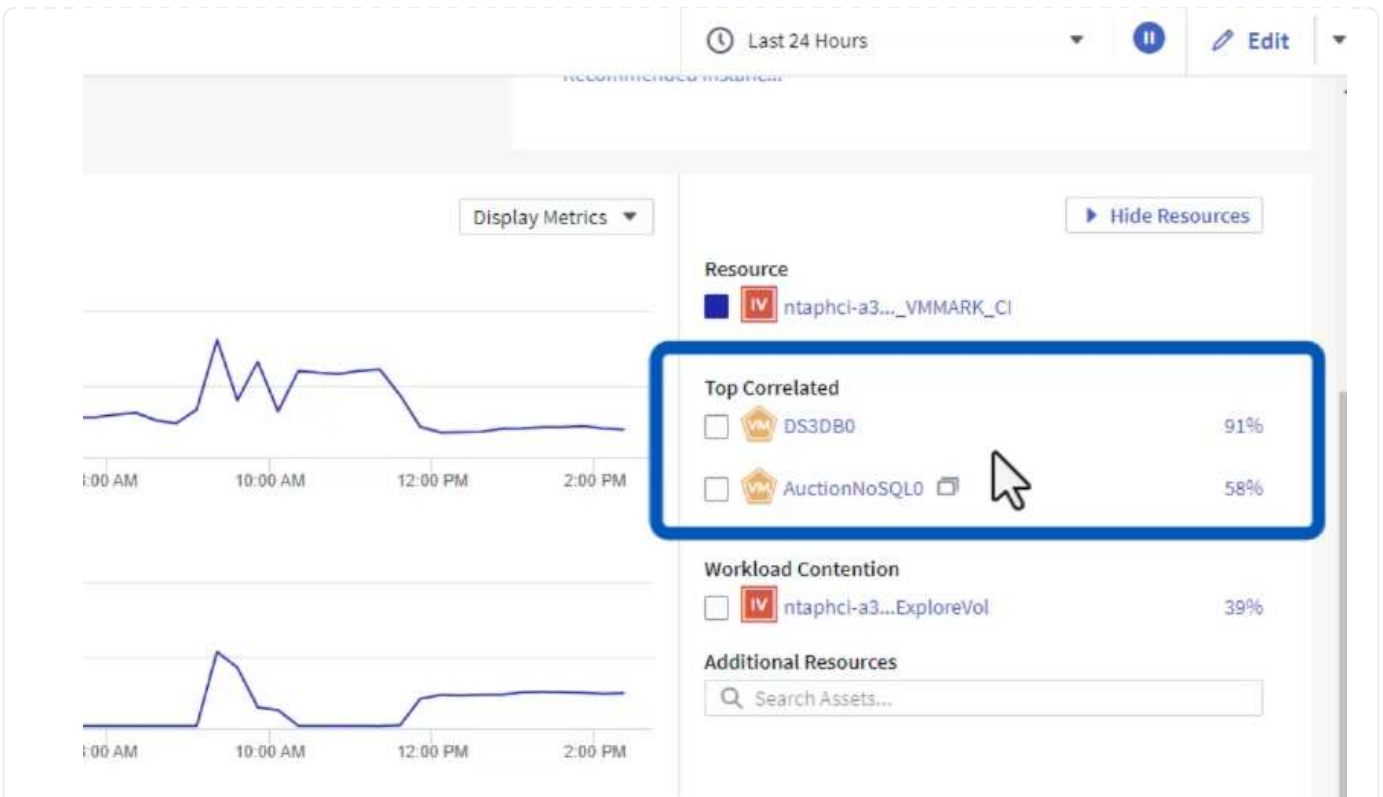 Last 24 Hours
Edit
Recommended Instanc...
Display Metrics
Hide Resources
Resource
IV ntaphci-a3..._VMMARK_CI
Top Correlated
VM DS3DB0 91%
VM AuctionNoSQL0 58%
:00 AM 10:00 AM 12:00 PM 2:00 PM
Workload Contention
IV ntaphci-a3...ExploreVol 39%
Additional Resources
Search Assets...
:00 AM 10:00 AM 12:00 PM 2:00 PM